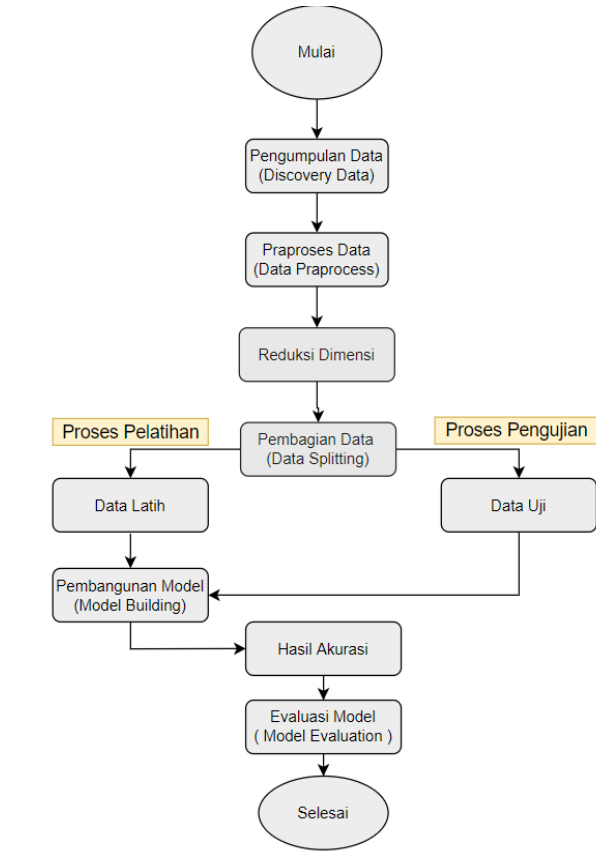 Mulai
Pengumpulan Data
(Discovery Data)
Praproses Data
(Data Praprocess)
Reduksi Dimensi
Proses Pelatihan
Proses Pengujian
Pembagian Data
(Data Splitting)
Data Latih
Data Uji
Pembangunan Model
(Model Building)
Hasil Akurasi
Evaluasi Model
( Model Evaluation )
Selesai